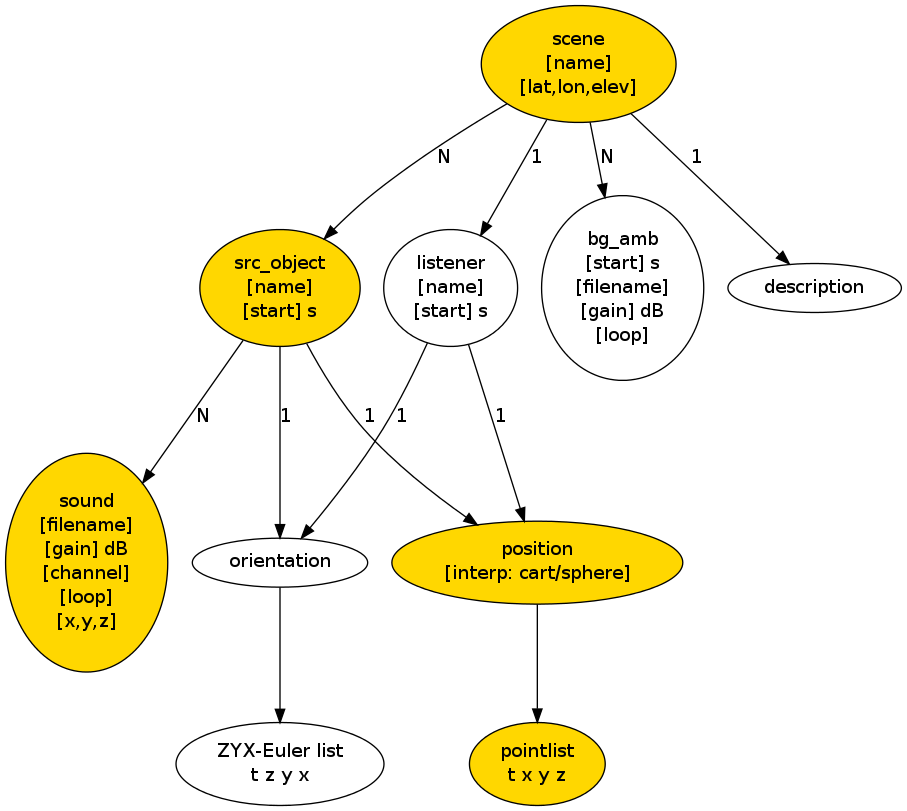 scene
[name]
[lat,lon,elev]
N
1
N
1
src_object
[name]
[start] s
listener
[name]
[start] s
bg_amb
[start] s
[filename]
[gain] dB
[loop]
description
N
1
1
1
1
sound
[filename]
[gain] dB
[channel]
[loop]
[x,y,z]
orientation
position
[interp: cart/sphere]
ZYX-Euler list
t z y x
pointlist
t x y z